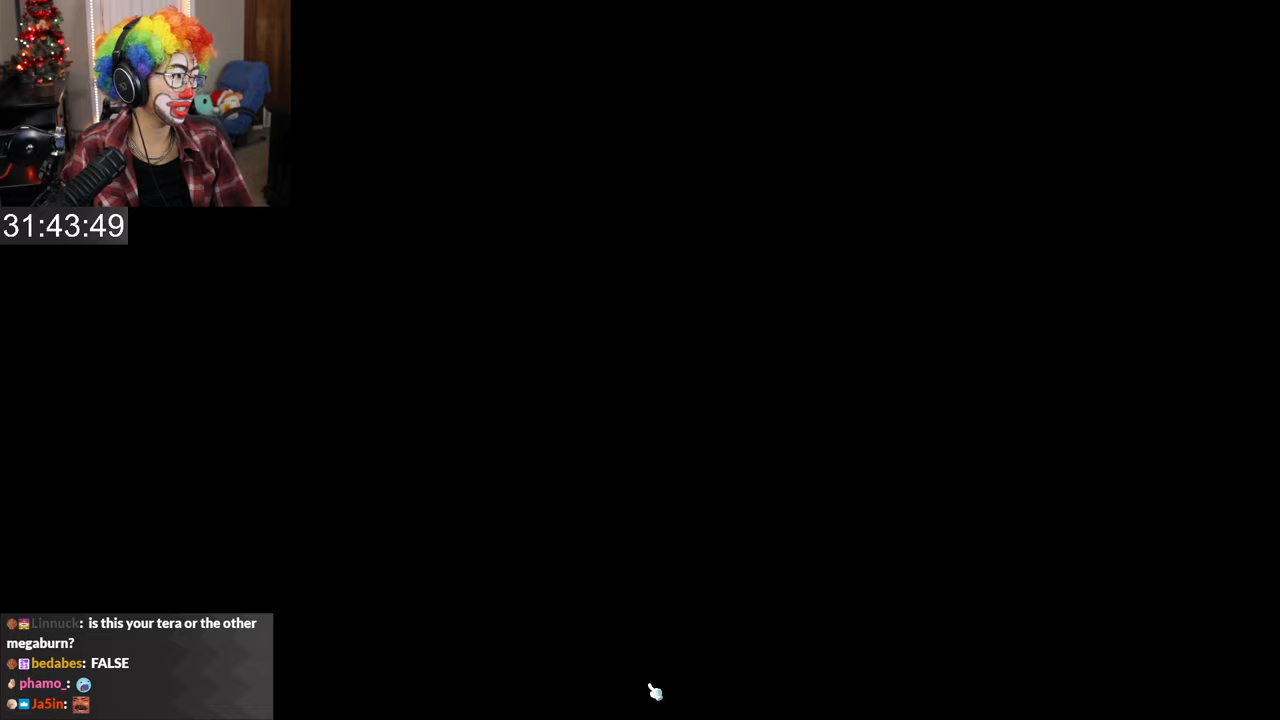 31:43:49
Linnuck: is this your tera or the other
megaburn?
bedabes: FALSE
phamo_:
Ja5in: